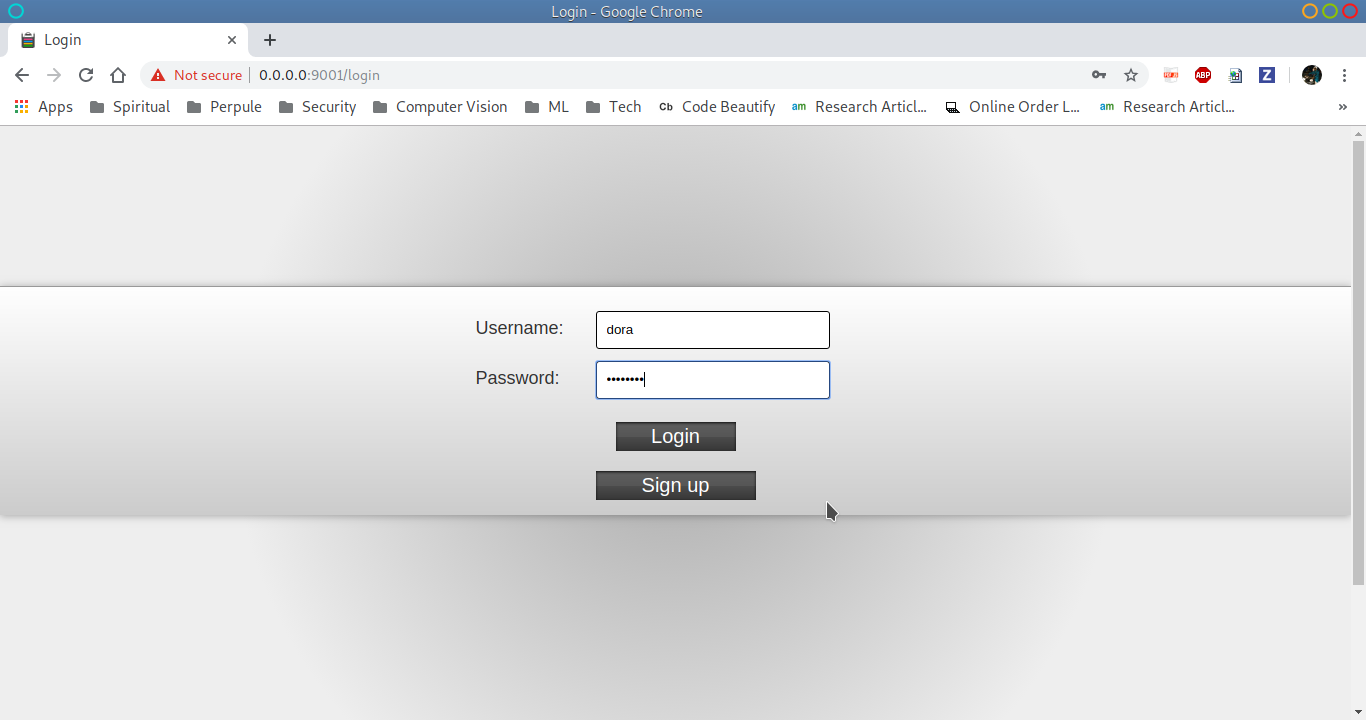 Login - Google Chrome
Login
Not secure 0.0.0.0:9001/login
Apps Spiritual Perpule Security Computer Vision ML Tech Cb Code Beautify am Research Articl... Online Order L... am Research Articl... »
Username: dora
Password: ••••••••
Login
Sign up